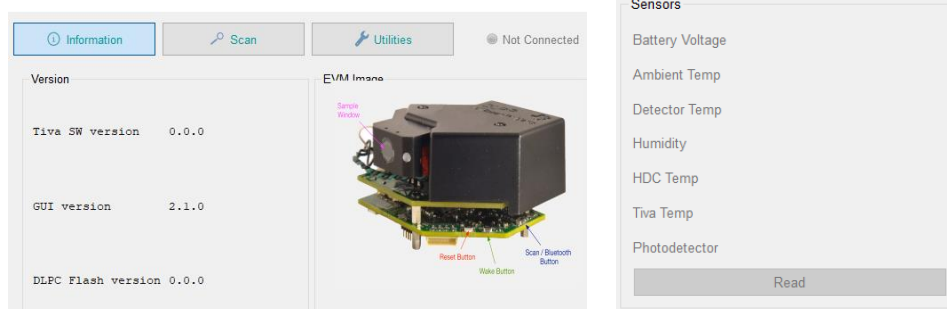 Information
Scan
Utilities
Not Connected
Version
Tiva SW version 0.0.0
GUI version 2.1.0
DLPC Flash version 0.0.0
EVM Image
Sample
Window
Reset Button
Wake Button
Scan / Bluetooth
Button
Sensors
Battery Voltage
Ambient Temp
Detector Temp
Humidity
HDC Temp
Tiva Temp
Photodetector
Read